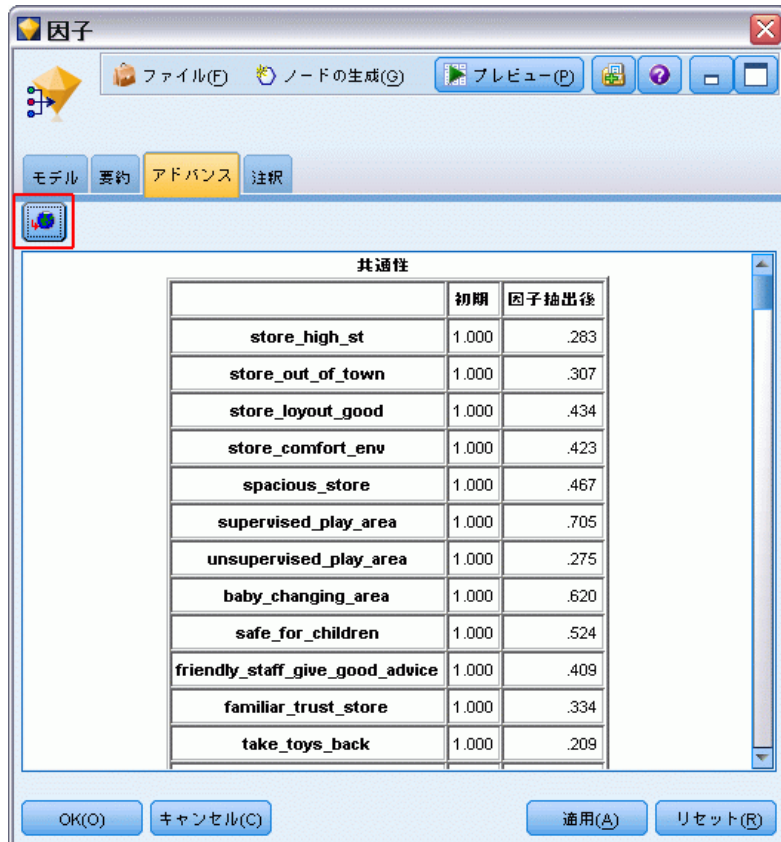 因子
ファイル(F) ノードの生成(G) プレビュー(P)
モデル 要約 アドバンス 注釈
共通性
初期 因子抽出後
store_high_st 1.000 .283
store_out_of_town 1.000 .307
store_loyout_good 1.000 .434
store_comfort_env 1.000 .423
spacious_store 1.000 .467
supervised_play_area 1.000 .705
unsupervised_play_area 1.000 .275
baby_changing_area 1.000 .620
safe_for_children 1.000 .524
friendly_staff_give_good_advice 1.000 .409
familiar_trust_store 1.000 .334
take_toys_back 1.000 .209
OK(O) キャンセル(C) 適用(A) リセット(R)